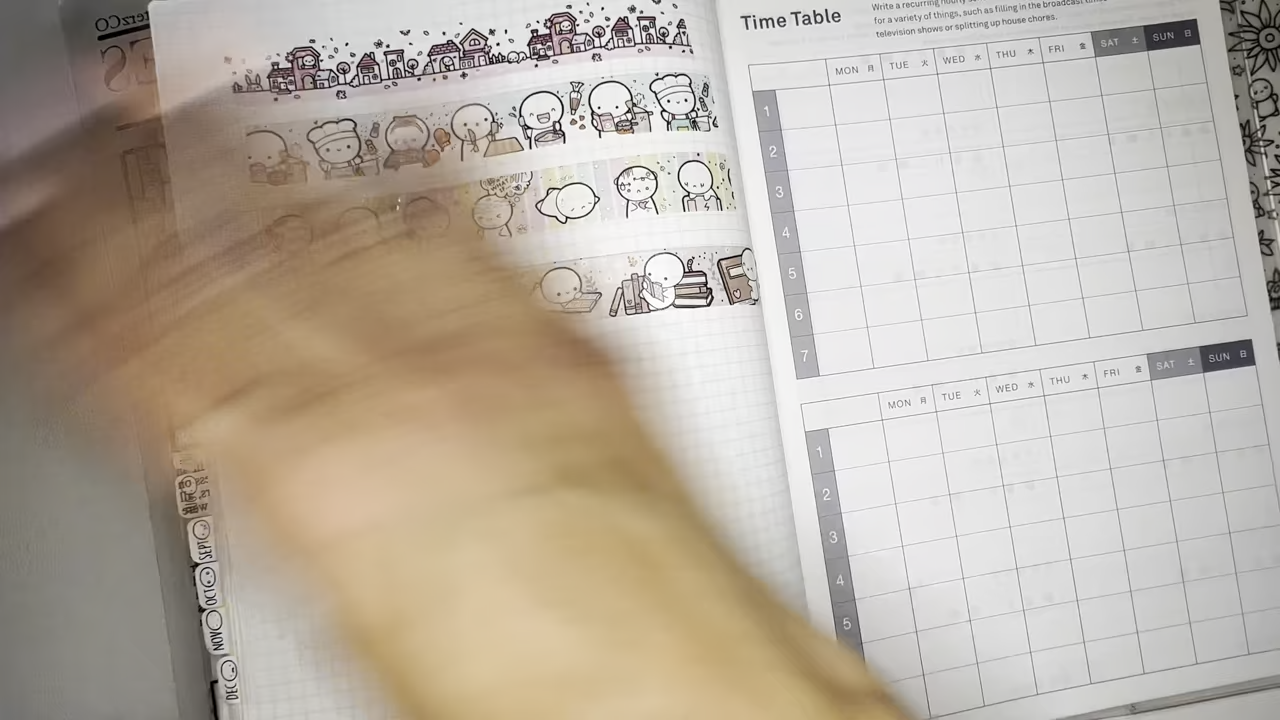 Time Table
Write a recurring hourly
for a variety of things, such as filling in the broadcast times
television shows or splitting up house chores.
MON 月 TUE 火 WED 水 THU 木 FRI 金 SAT 土 SUN 日
1
2
3
4
5
6
7
MON 月 TUE 火 WED 水 THU 木 FRI 金 SAT 土 SUN 日
1
2
3
4
5
SEPT
OCT
NOV
DEC